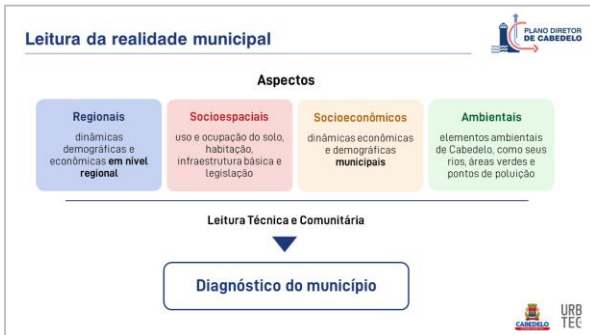 Leitura da realidade municipal
PLANO DIRETOR
DE CABEDELO
Aspectos
Regionais
dinâmicas
demográficas e
econômicas em nível
regional
Socioespaciais
uso e ocupação do solo,
habitação,
infraestrutura básica e
legislação
Socioeconômicos
dinâmicas econômicas
e demográficas
municipais
Ambientais
elementos ambientais
de Cabedelo, como seus
rios, áreas verdes e
pontos de poluição
Leitura Técnica e Comunitária
Diagnóstico do município
CABEDELO
URB
TEC